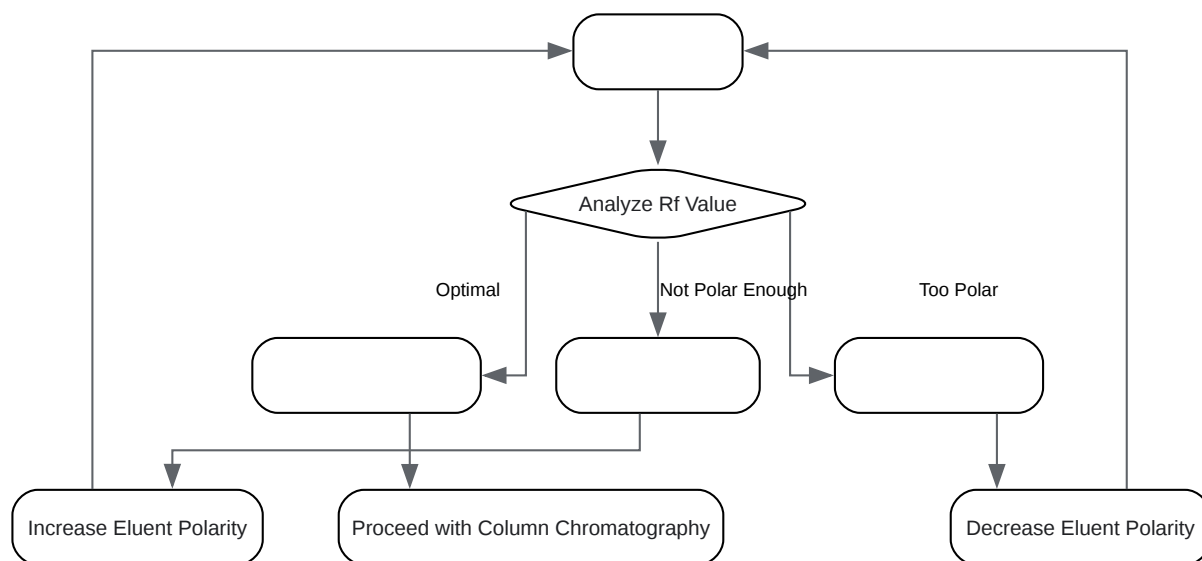 Analyze Rf Value
Optimal
Not Polar Enough
Too Polar
Increase Eluent Polarity
Proceed with Column Chromatography
Decrease Eluent Polarity